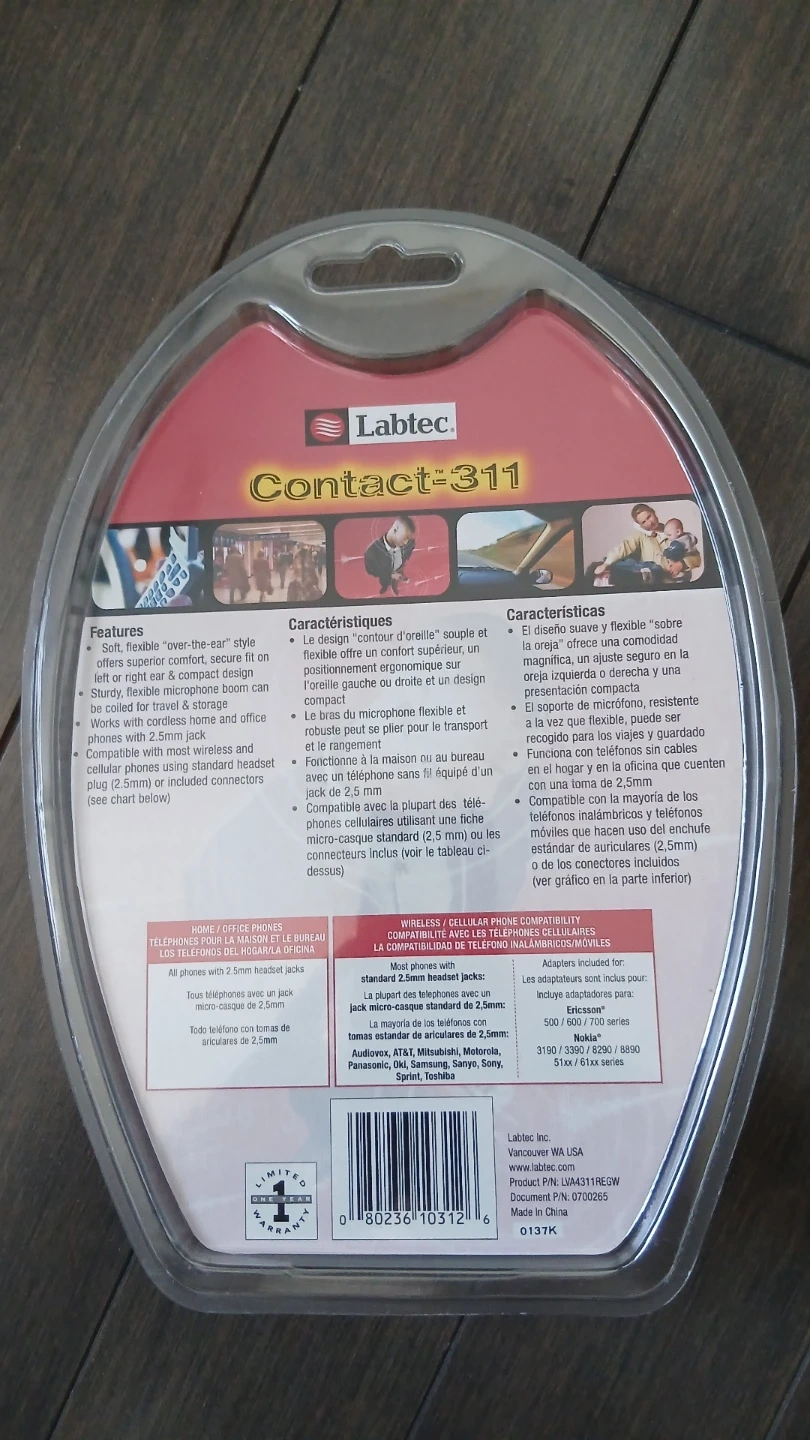 Labtec®
Contact™-311
Features
• Soft, flexible "over-the-ear" style
offers superior comfort, secure fit on
left or right ear & compact design
• Sturdy, flexible microphone boom can
be coiled for travel & storage
• Works with cordless home and office
phones with 2.5mm jack
• Compatible with most wireless and
cellular phones using standard headset
plug (2.5mm) or included connectors
(see chart below)
Caractéristiques
• Le design "contour d'oreille" souple et
flexible offre un confort supérieur, un
positionnement ergonomique sur
l'oreille gauche ou droite et un design
compact
• Le bras du microphone flexible et
robuste peut se plier pour le transport
et le rangement
• Fonctionne à la maison ou au bureau
avec un téléphone sans fil équipé d'un
jack de 2,5 mm
• Compatible avec la plupart des télé-
phones cellulaires utilisant une fiche
micro-casque standard (2,5 mm) ou les
connecteurs inclus (voir le tableau ci-
dessus)
Características
• El diseño suave y flexible "sobre
la oreja" ofrece una comodidad
magnífica, un ajuste seguro en la
oreja izquierda o derecha y una
presentación compacta
• El soporte de micrófono, resistente
a la vez que flexible, puede ser
recogido para los viajes y guardado
• Funciona con teléfonos sin cables
en el hogar y en la oficina que cuenten
con una toma de 2,5mm
• Compatible con la mayoría de los
teléfonos inalámbricos y teléfonos
móviles que hacen uso del enchufe
estándar de auriculares (2,5mm)
o de los conectores incluidos
(ver gráfico en la parte inferior)
HOME / OFFICE PHONES
TÉLÉPHONES POUR LA MAISON ET LE BUREAU
LOS TELÉFONOS DEL HOGAR/LA OFICINA
All phones with 2.5mm headset jacks
Tous téléphones avec un jack
micro-casque de 2,5mm
Todo teléfono con tomas de
ariculares de 2,5mm
WIRELESS / CELLULAR PHONE COMPATIBILITY
COMPATIBILITÉ AVEC LES TÉLÉPHONES CELLULAIRES
LA COMPATIBILIDAD DE TELÉFONO INALÁMBRICOS/MÓVILES
Most phones with
standard 2.5mm headset jacks:
La plupart des telephones avec un
jack micro-casque standard de 2,5mm:
La mayoría de los teléfonos con
tomas estandar de ariculares de 2,5mm:
Audiovox, AT&T, Mitsubishi, Motorola,
Panasonic, Oki, Samsung, Sanyo, Sony,
Sprint, Toshiba
Adapters included for:
Les adaptateurs sont inclus pour:
Incluye adaptadores para:
Ericsson®
500 / 600 / 700 series
Nokia®
3190 / 3390 / 8290 / 8890
51xx / 61xx series
LIMITED
1
ONE YEAR
WARRANTY
0 80236 10312 6
Labtec Inc.
Vancouver WA USA
www.labtec.com
Product P/N: LVA4311REGW
Document P/N: 0700265
Made In China
0137K